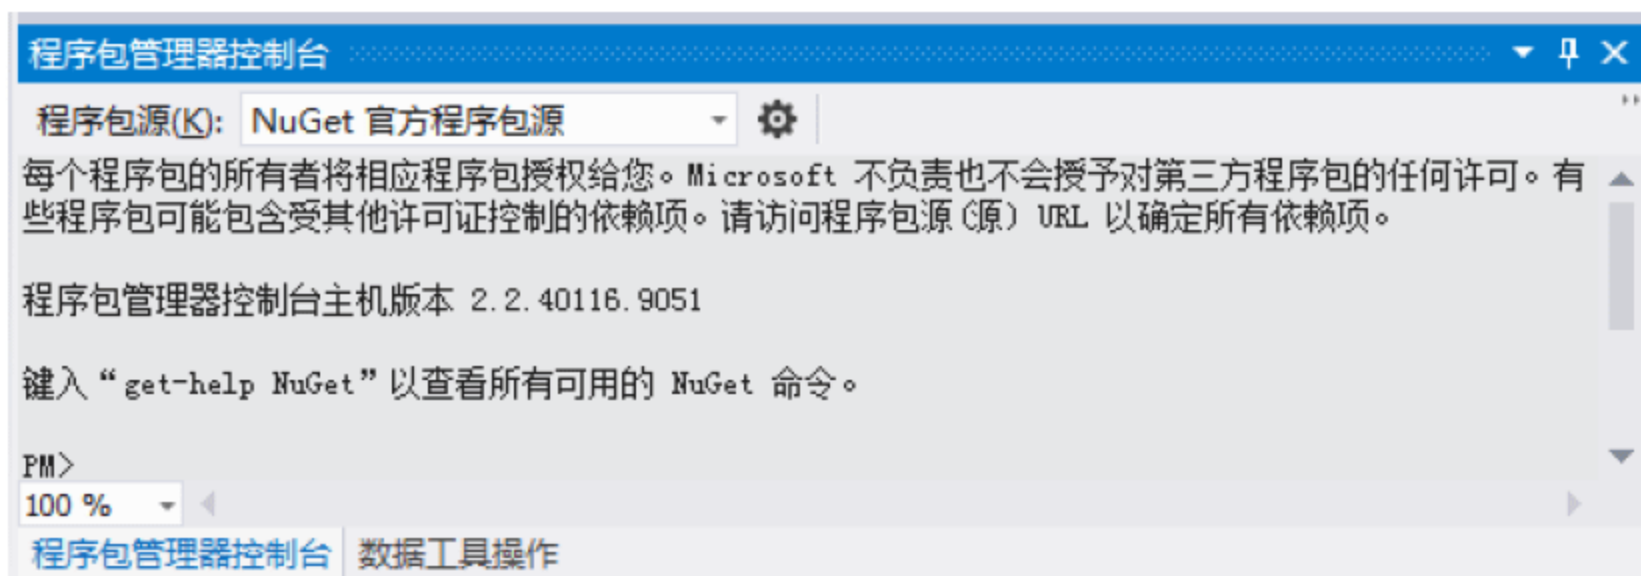 程序包管理器控制台
程序包源(K): NuGet 官方程序包源
每个程序包的所有者将相应程序包授权给您。Microsoft 不负责也不会授予对第三方程序包的任何许可。有
些程序包可能包含受其他许可证控制的依赖项。请访问程序包源(源) URL 以确定所有依赖项。
程序包管理器控制台主机版本 2.2.40116.9051
键入“get-help NuGet”以查看所有可用的 NuGet 命令。
PM>
100 %
程序包管理器控制台 数据工具操作